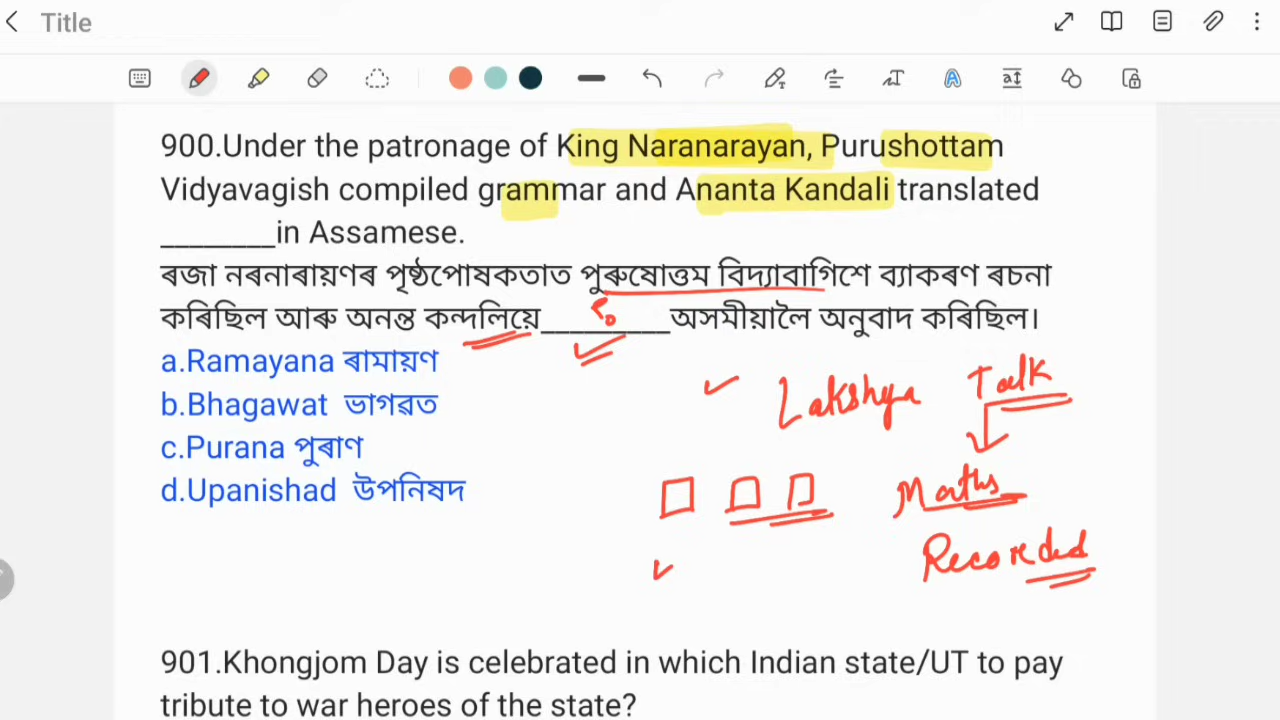 Title
900.Under the patronage of King Naranarayan, Purushottam
Vidyavagish compiled grammar and Ananta Kandali translated
________in Assamese.
ৰজা নৰনাৰায়ণৰ পৃষ্ঠপোষকতাত পুৰুষোত্তম বিদ্যাবাগিশে ব্যাকৰণ ৰচনা
কৰিছিল আৰু অনন্ত কন্দলিয়ে_________অসমীয়ালৈ অনুবাদ কৰিছিল।
a.Ramayana ৰামায়ণ
b.Bhagawat ভাগৱত
c.Purana পুৰাণ
d.Upanishad উপনিষদ
Lakshya Talk
Maths
Recorded
901.Khongjom Day is celebrated in which Indian state/UT to pay
tribute to war heroes of the state?